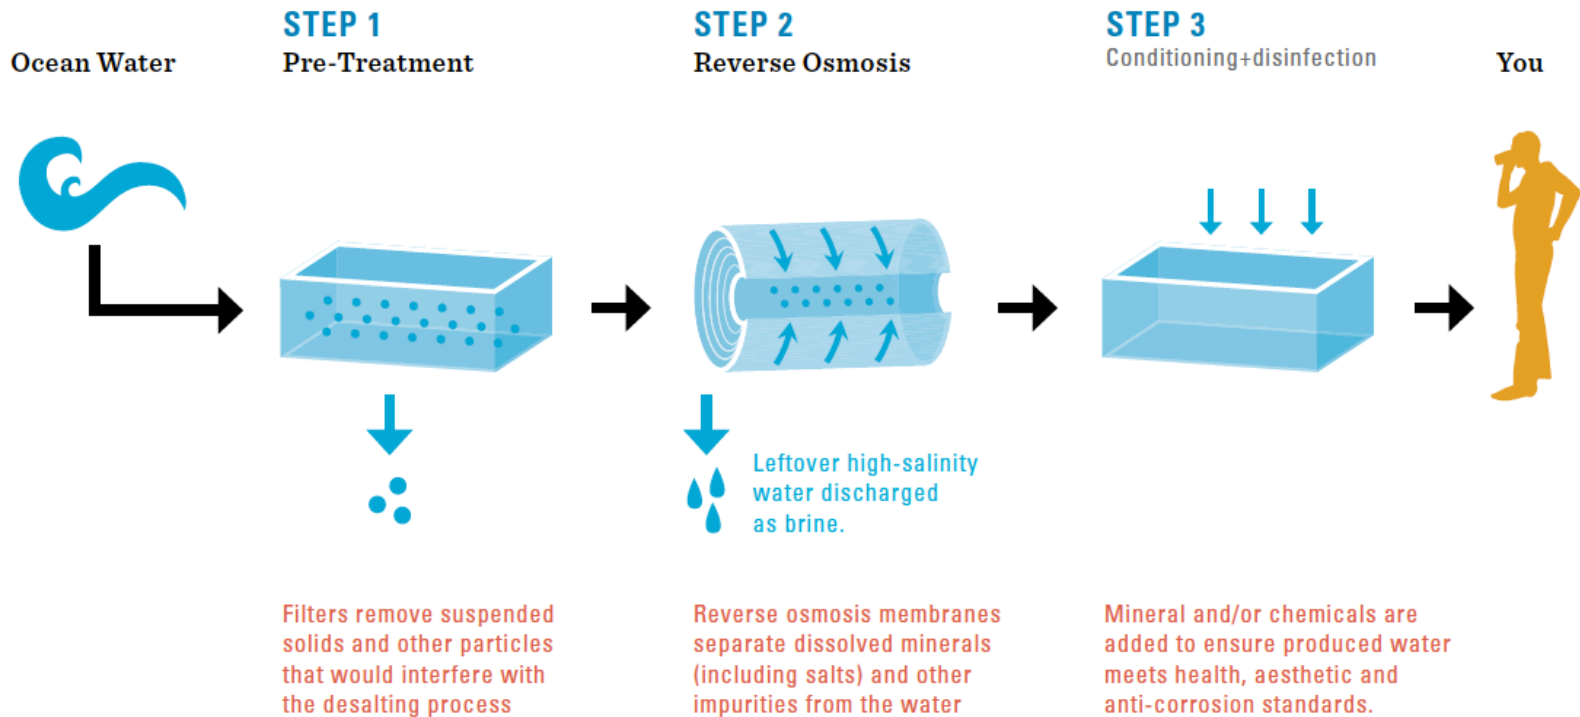 Ocean Water
STEP 1
Pre-Treatment
STEP 2
Reverse Osmosis
STEP 3
Conditioning+disinfection
You
Leftover high-salinity
water discharged
as brine.
Filters remove suspended
solids and other particles
that would interfere with
the desalting process
Reverse osmosis membranes
separate dissolved minerals
(including salts) and other
impurities from the water
Mineral and/or chemicals are
added to ensure produced water
meets health, aesthetic and
anti-corrosion standards.